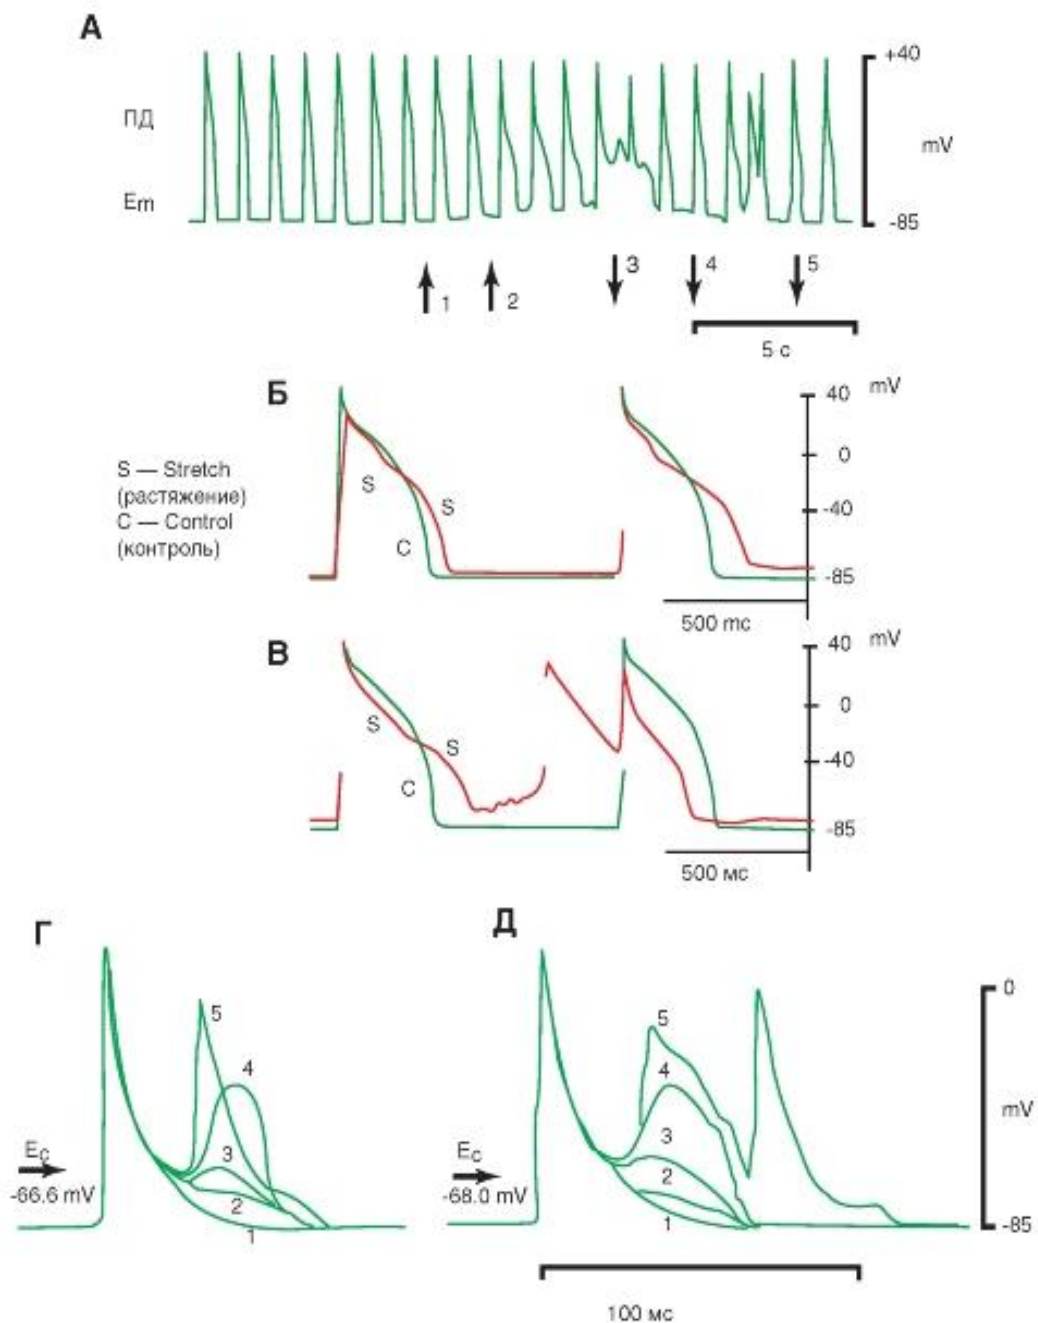 А
ПД
Em
+40
mV
-85
1
2
3
4
5
5 с
Б
S — Stretch
(растяжение)
C — Control
(контроль)
S
S
C
40
mV
0
-40
-85
500 mc
В
S
S
C
40
mV
0
-40
-85
500 мс
Г
5
4
3
2
1
Ec
-66.6 mV
Д
5
4
3
2
1
Ec
-68.0 mV
0
mV
-85
100 мс